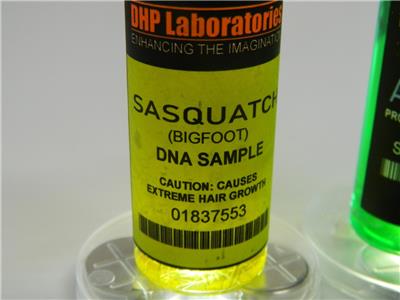 DHP Laboratories
ENHANCING THE IMAGINATION
SASQUATCH
(BIGFOOT)
DNA SAMPLE
CAUTION: CAUSES
EXTREME HAIR GROWTH
01837553